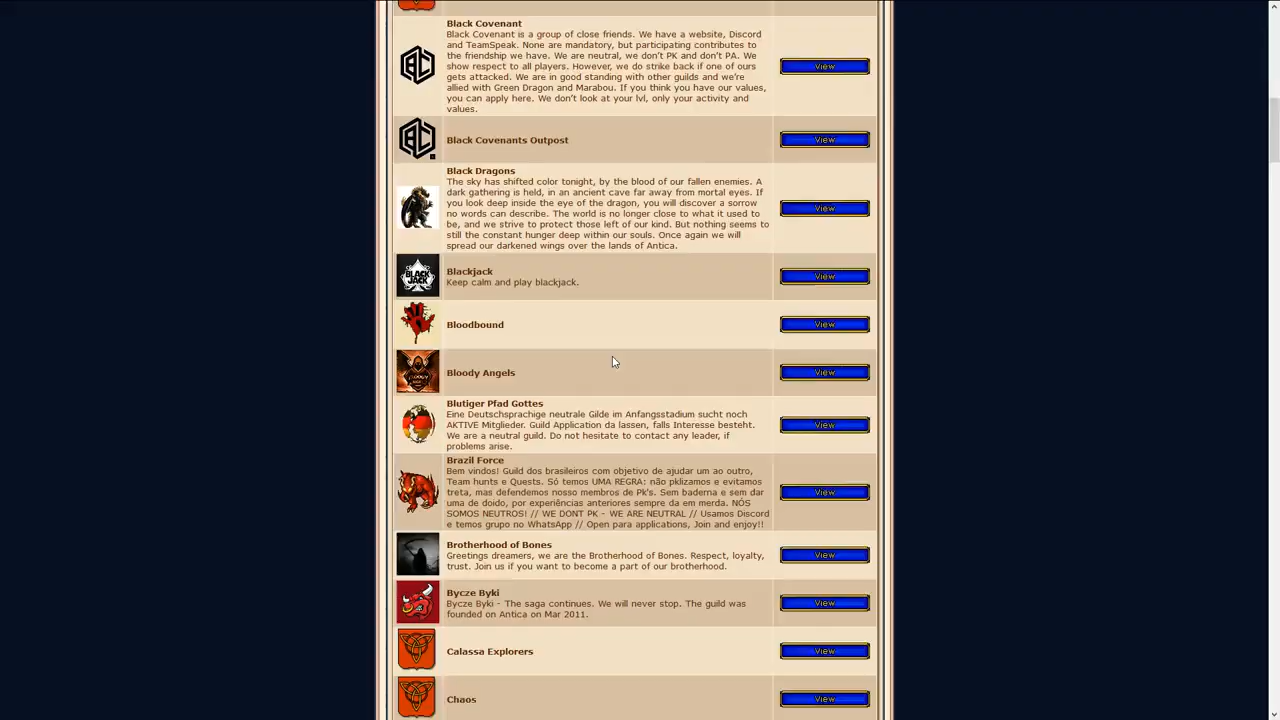 Black Covenant
Black Covenant is a group of close friends. We have a website, Discord
and TeamSpeak. None are mandatory, but participating contributes to
the friendship we have. We are neutral, we don't PK and don't PA. We
show respect to all players. However, we do strike back if one of ours
gets attacked. We are in good standing with other guilds and we're
allied with Green Dragon and Marabou. If you think you have our values,
you can apply here. We don't look at your lvl, only your activity and
values.
View
Black Covenants Outpost
View
Black Dragons
The sky has shifted color tonight, by the blood of our fallen enemies. A
dark gathering is held, in an ancient cave far away from mortal eyes. If
you look deep inside the eye of the dragon, you will discover a sorrow
no words can describe. The world is no longer close to what it used to
be, and we strive to protect those left of our kind. But nothing seems to
still the constant hunger deep within our souls. Once again we will
spread our darkened wings over the lands of Antica.
View
BLACK
JACK
Blackjack
Keep calm and play blackjack.
View
Bloodbound
View
Bloody Angels
View
Blutiger Pfad Gottes
Eine Deutschsprachige neutrale Gilde im Anfangsstadium sucht noch
AKTIVE Mitglieder. Guild Application da lassen, falls Interesse besteht.
We are a neutral guild. Do not hesitate to contact any leader, if
problems arise.
View
Brazil Force
Bem vindos! Guild dos brasileiros com objetivo de ajudar um ao outro,
Team hunts e Quests. Só temos UMA REGRA: não pklizamos e evitamos
treta, mas defendemos nosso membros de Pk's. Sem baderna e sem dar
uma de doido, por experiências anteriores sempre da em merda. NÓS
SOMOS NEUTROS! // WE DONT PK - WE ARE NEUTRAL // Usamos Discord
e temos grupo no WhatsApp // Open para applications, Join and enjoy!!
View
Brotherhood of Bones
Greetings dreamers, we are the Brotherhood of Bones. Respect, loyalty,
trust. Join us if you want to become a part of our brotherhood.
View
Bycze Byki
Bycze Byki - The saga continues. We will never stop. The guild was
founded on Antica on Mar 2011.
View
Calassa Explorers
View
Chaos
View